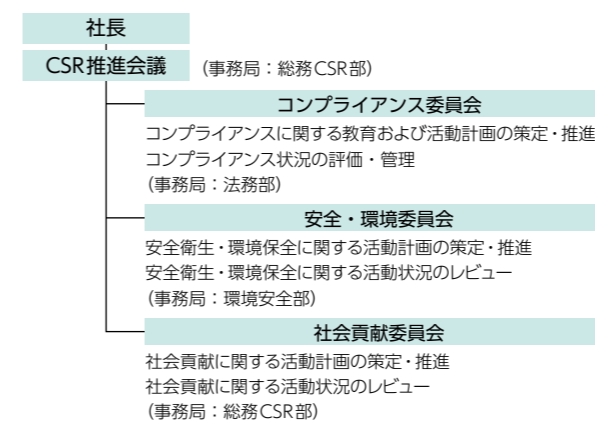 社長
CSR推進会議 （事務局：総務CSR部）
コンプライアンス委員会
コンプライアンスに関する教育および活動計画の策定・推進
コンプライアンス状況の評価・管理
（事務局：法務部）
安全・環境委員会
安全衛生・環境保全に関する活動計画の策定・推進
安全衛生・環境保全に関する活動状況のレビュー
（事務局：環境安全部）
社会貢献委員会
社会貢献に関する活動計画の策定・推進
社会貢献に関する活動状況のレビュー
（事務局：総務CSR部）